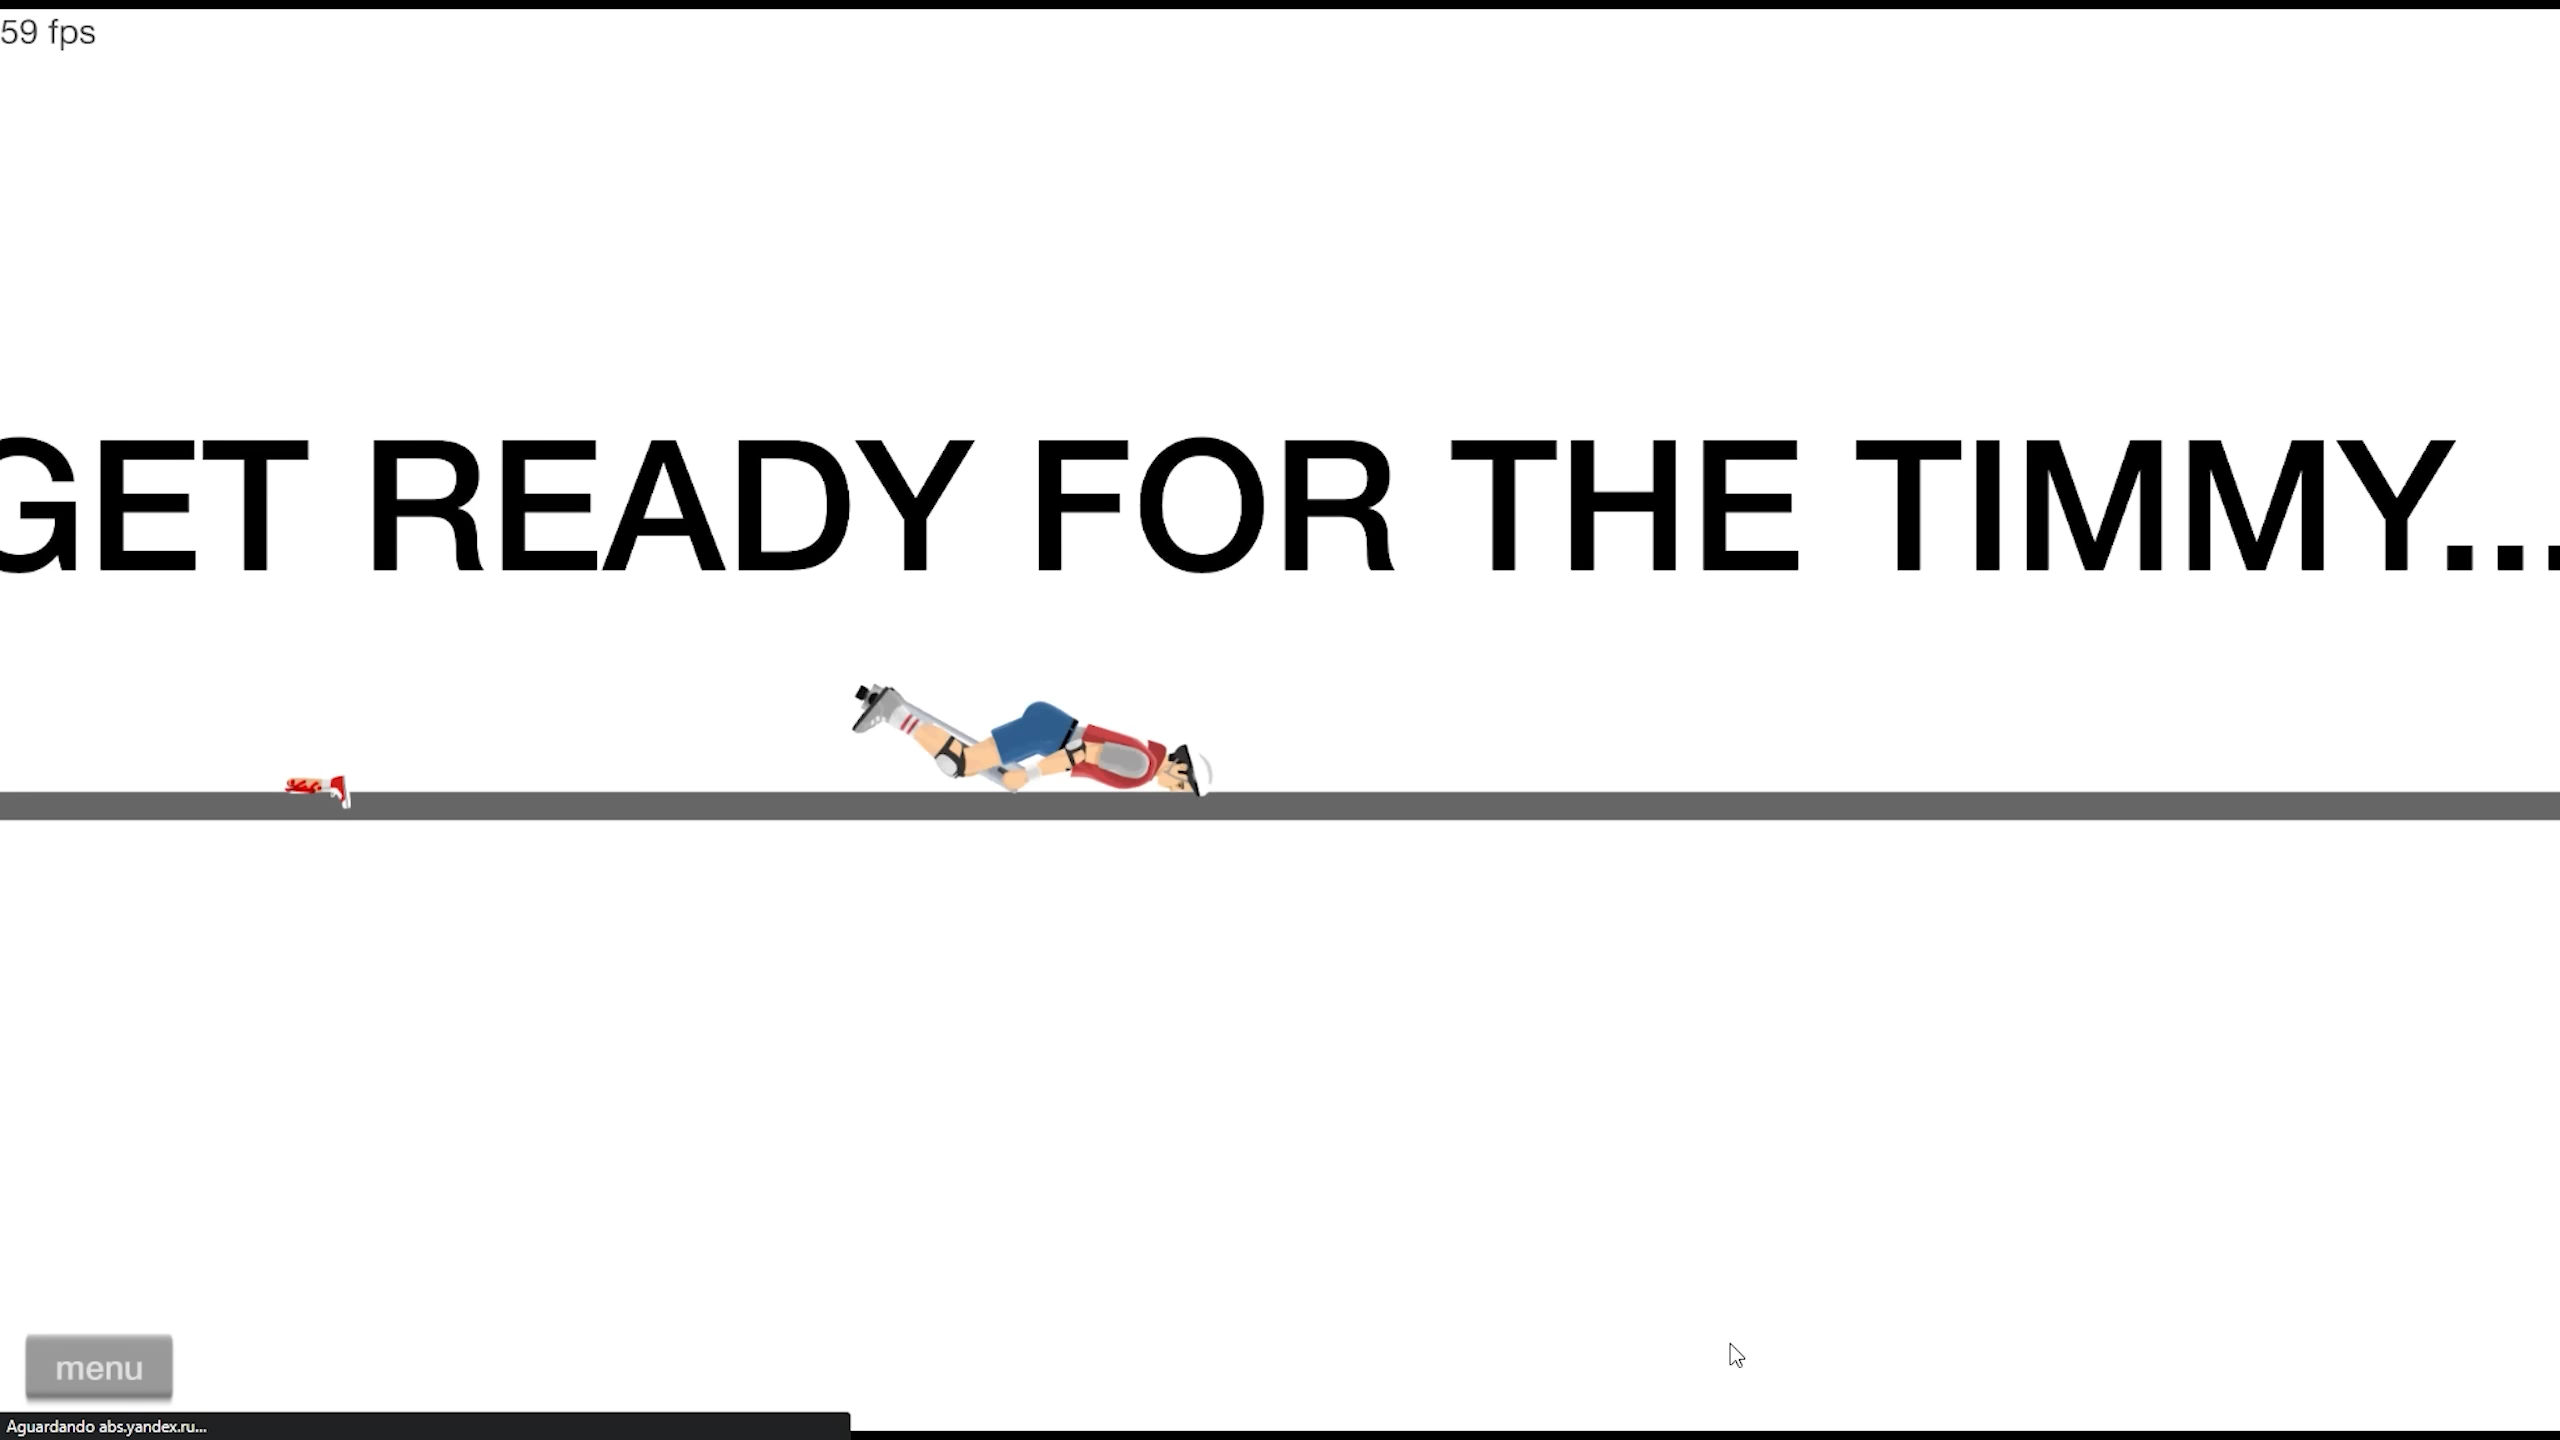 59 fps
GET READY FOR THE TIMMY...
menu
Aguardando abs.yandex.ru...